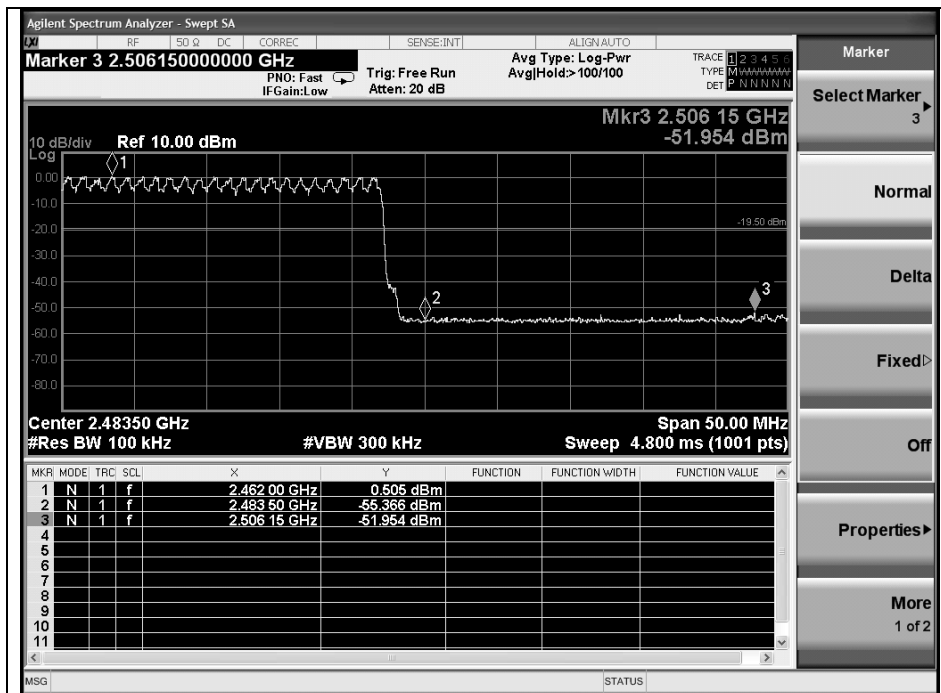 Agilent Spectrum Analyzer - Swept SA
LXI RF 50 Ω DC CORREC SENSE:INT ALIGN AUTO
Marker 3 2.506150000000 GHz
PNO: Fast
IFGain:Low
Trig: Free Run
Atten: 20 dB
Avg Type: Log-Pwr
Avg|Hold:>100/100
TRACE 1 2 3 4 5 6
TYPE M
DET P N N N N N
Mkr3 2.506 15 GHz
-51.954 dBm
10 dB/div Ref 10.00 dBm
Log
0.00
-10.0
-20.0
-30.0
-40.0
-50.0
-60.0
-70.0
-80.0
1
2
3
-19.50 dBm
Center 2.48350 GHz Span 50.00 MHz
#Res BW 100 kHz #VBW 300 kHz Sweep 4.800 ms (1001 pts)
MKR MODE TRC SCL X Y FUNCTION FUNCTION WIDTH FUNCTION VALUE
1 N 1 f 2.462 00 GHz 0.505 dBm
2 N 1 f 2.483 50 GHz -55.366 dBm
3 N 1 f 2.506 15 GHz -51.954 dBm
4
5
6
7
8
9
10
11
MSG STATUS
Marker
Select Marker
3
Normal
Delta
Fixed
Off
Properties
More
1 of 2